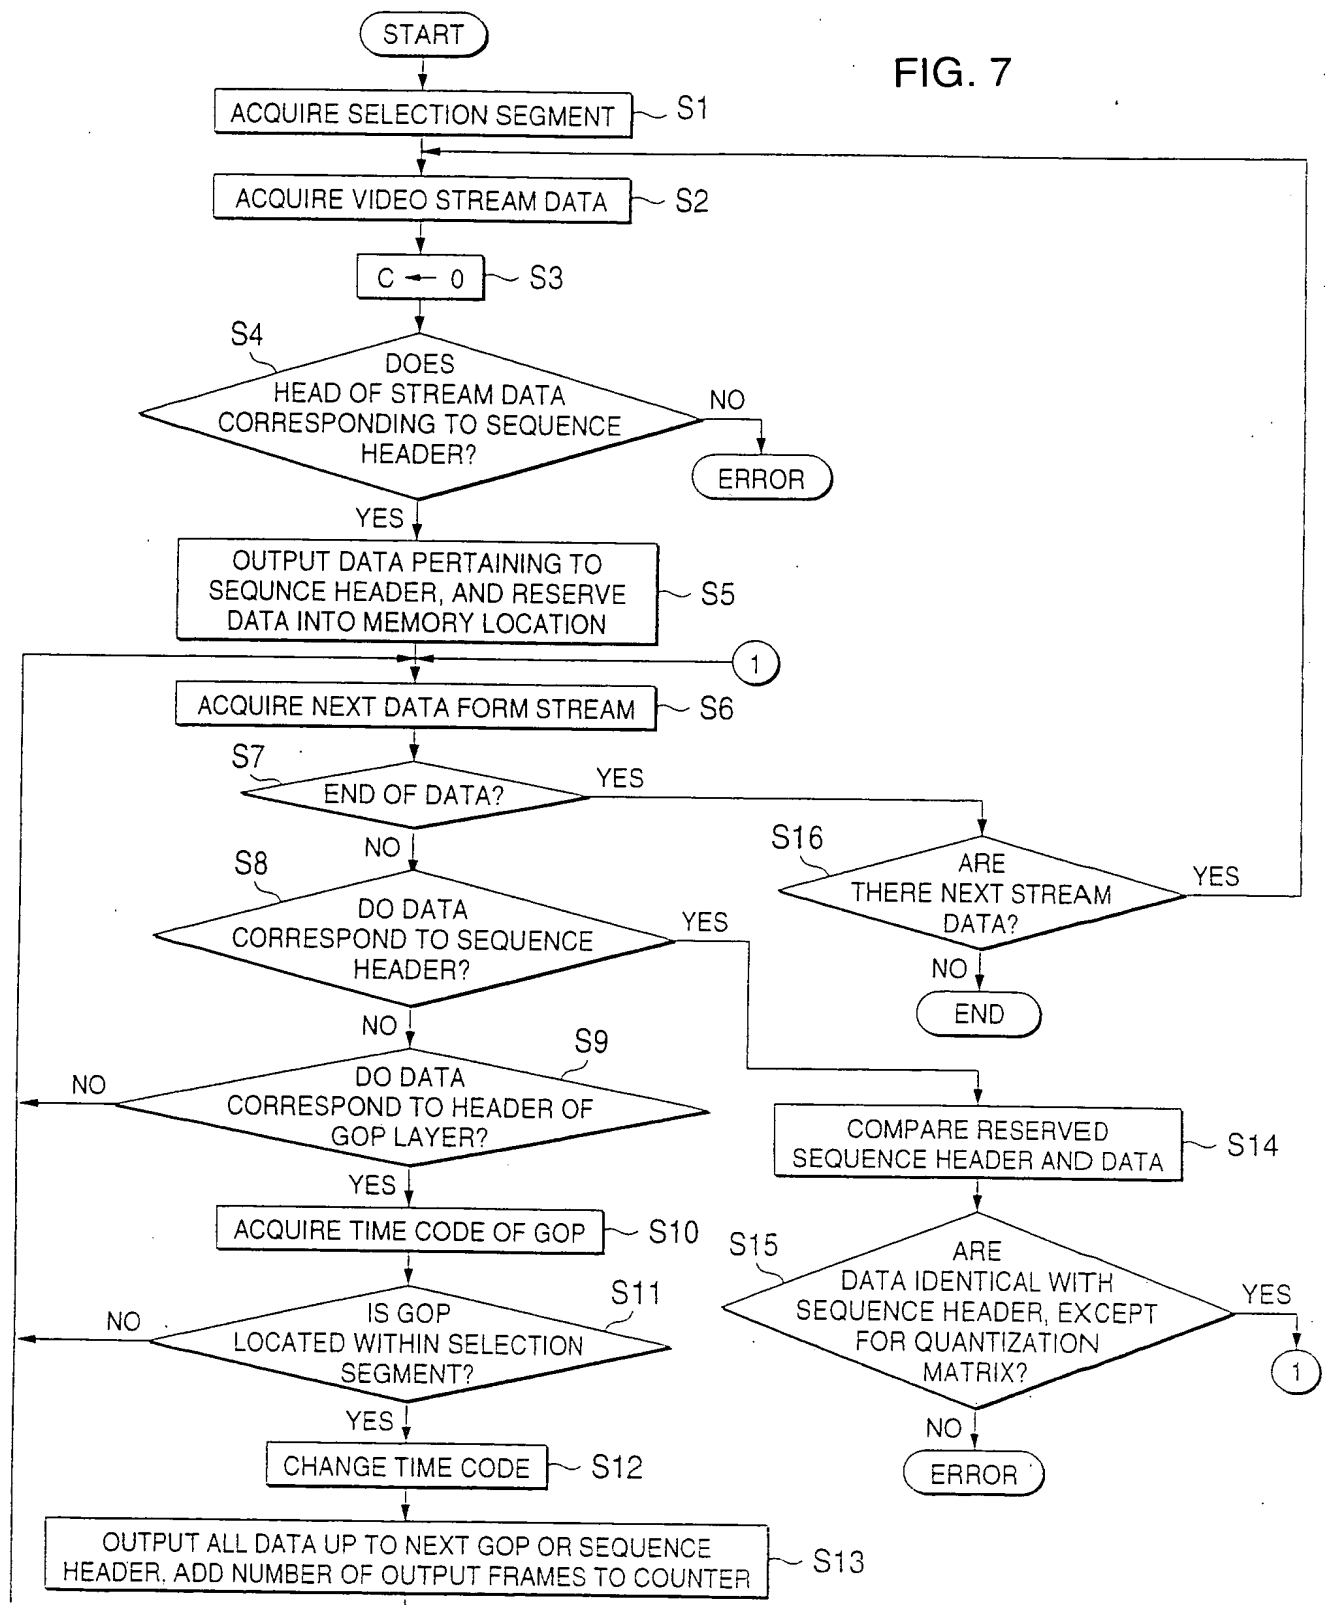 START
FIG. 7
ACQUIRE SELECTION SEGMENT
S1
ACQUIRE VIDEO STREAM DATA
S2
C ← 0
S3
S4
DOES
HEAD OF STREAM DATA
CORRESPONDING TO SEQUENCE
HEADER?
NO
ERROR
YES
OUTPUT DATA PERTAINING TO
SEQUNCE HEADER, AND RESERVE
DATA INTO MEMORY LOCATION
S5
1
ACQUIRE NEXT DATA FORM STREAM
S6
S7
END OF DATA?
YES
NO
S16
ARE
THERE NEXT STREAM
DATA?
YES
NO
END
S8
DO DATA
CORRESPOND TO SEQUENCE
HEADER?
YES
NO
S9
DO DATA
CORRESPOND TO HEADER OF
GOP LAYER?
NO
YES
COMPARE RESERVED
SEQUENCE HEADER AND DATA
S14
ACQUIRE TIME CODE OF GOP
S10
S15
ARE
DATA IDENTICAL WITH
SEQUENCE HEADER, EXCEPT
FOR QUANTIZATION
MATRIX?
YES
1
NO
ERROR
S11
IS GOP
LOCATED WITHIN SELECTION
SEGMENT?
NO
YES
CHANGE TIME CODE
S12
OUTPUT ALL DATA UP TO NEXT GOP OR SEQUENCE
HEADER, ADD NUMBER OF OUTPUT FRAMES TO COUNTER
S13